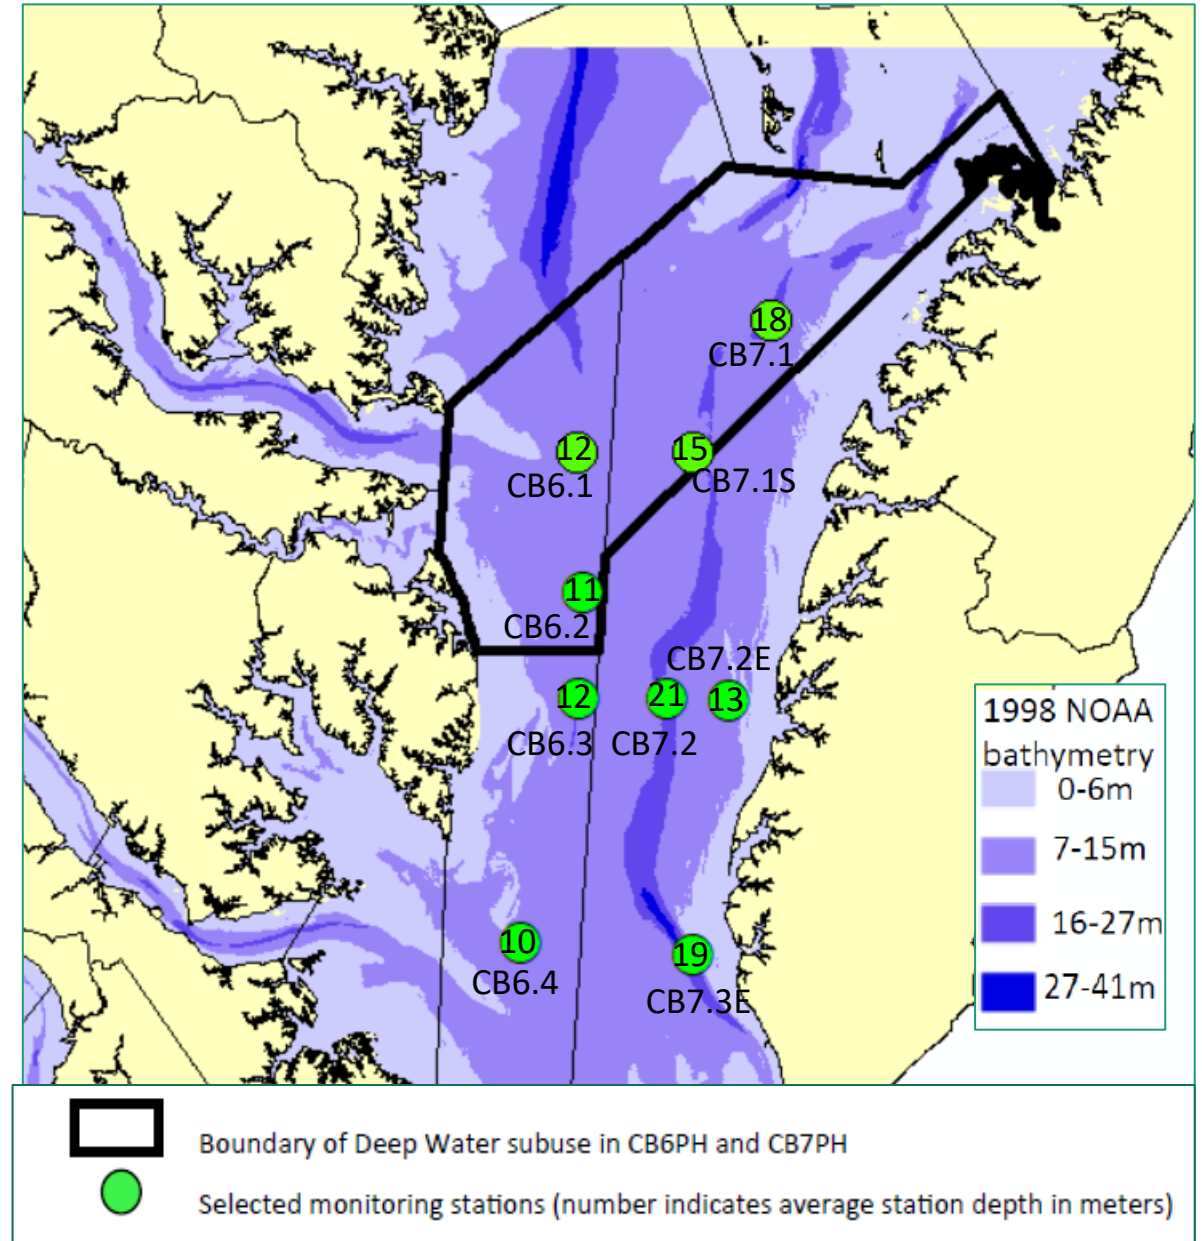 18
CB7.1
12
15
CB6.1
CB7.1S
11
CB6.2
CB7.2E
12
21
13
CB6.3
CB7.2
1998 NOAA
bathymetry
0-6m
7-15m
16-27m
27-41m
10
19
CB6.4
CB7.3E
Boundary of Deep Water subuse in CB6PH and CB7PH
Selected monitoring stations (number indicates average station depth in meters)